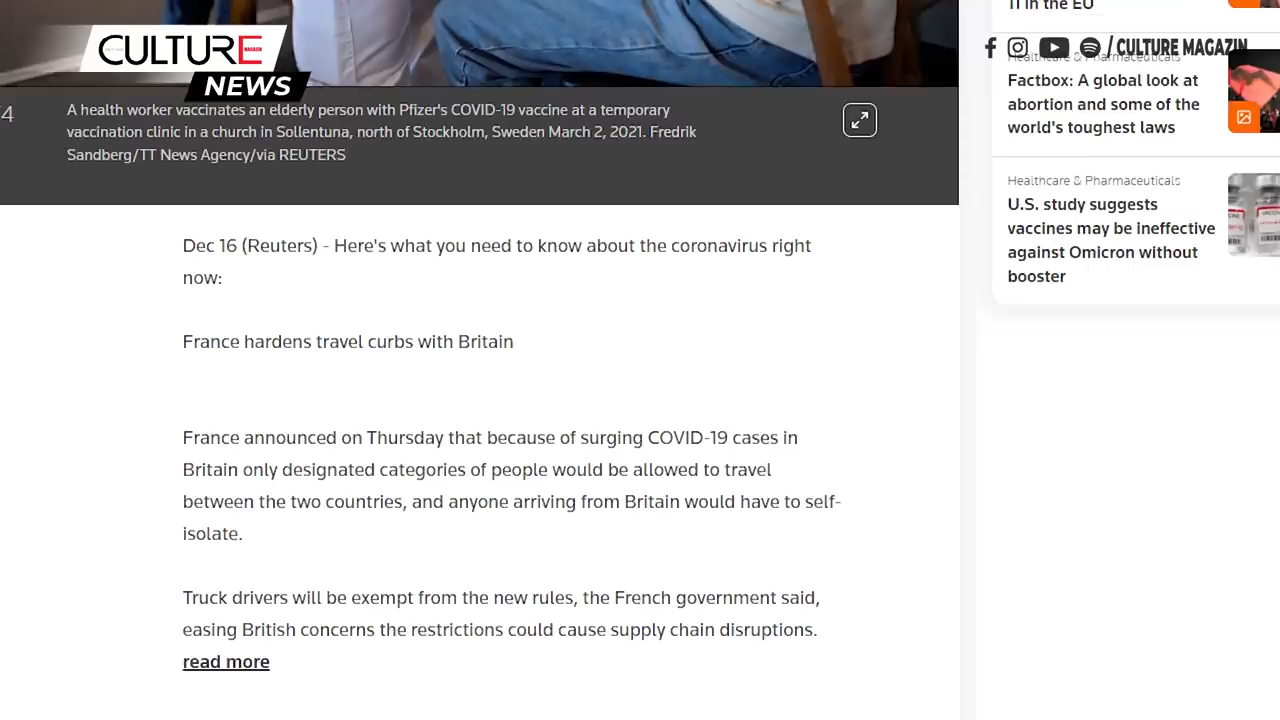 CULTURE
MAGAZIN
NEWS
/ CULTURE MAGAZIN
A health worker vaccinates an elderly person with Pfizer's COVID-19 vaccine at a temporary
vaccination clinic in a church in Sollentuna, north of Stockholm, Sweden March 2, 2021. Fredrik
Sandberg/TT News Agency/via REUTERS
Dec 16 (Reuters) - Here's what you need to know about the coronavirus right
now:
France hardens travel curbs with Britain
France announced on Thursday that because of surging COVID-19 cases in
Britain only designated categories of people would be allowed to travel
between the two countries, and anyone arriving from Britain would have to self-
isolate.
Truck drivers will be exempt from the new rules, the French government said,
easing British concerns the restrictions could cause supply chain disruptions.
read more
11 in the EU
Healthcare & Pharmaceuticals
Factbox: A global look at
abortion and some of the
world's toughest laws
Healthcare & Pharmaceuticals
U.S. study suggests
vaccines may be ineffective
against Omicron without
booster